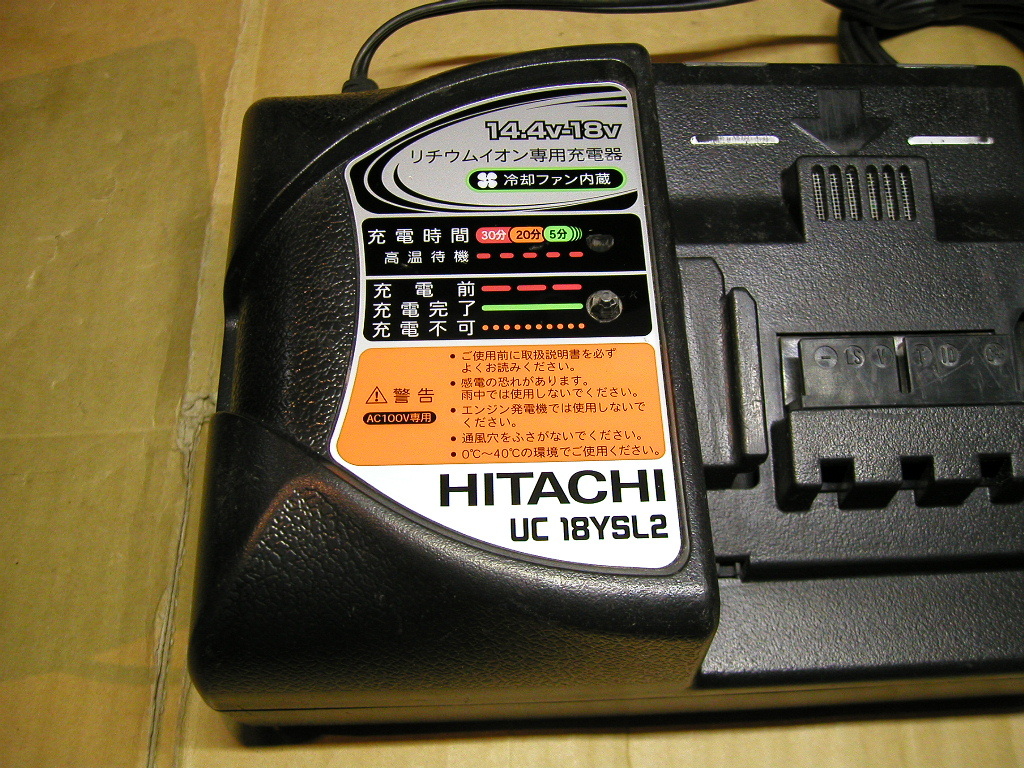 14.4v-18v
リチウムイオン専用充電器
冷却ファン内蔵
充電時間 30分 20分 5分
高温待機
充電前
充電完了
充電不可
警告
AC100V専用
• ご使用前に取扱説明書を必ず
よくお読みください。
• 感電の恐れがあります。
雨中では使用しないでください。
• エンジン発電機では使用しないで
ください。
• 通風穴をふさがないでください。
• 0℃～40℃の環境でご使用ください。
HITACHI
UC 18YSL2